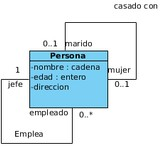 casado con
0..1 marido
Persona
-nombre : cadena
-edad : entero
-direccion
1
jefe
mujer
0..1
empleado 0..*
Emplea